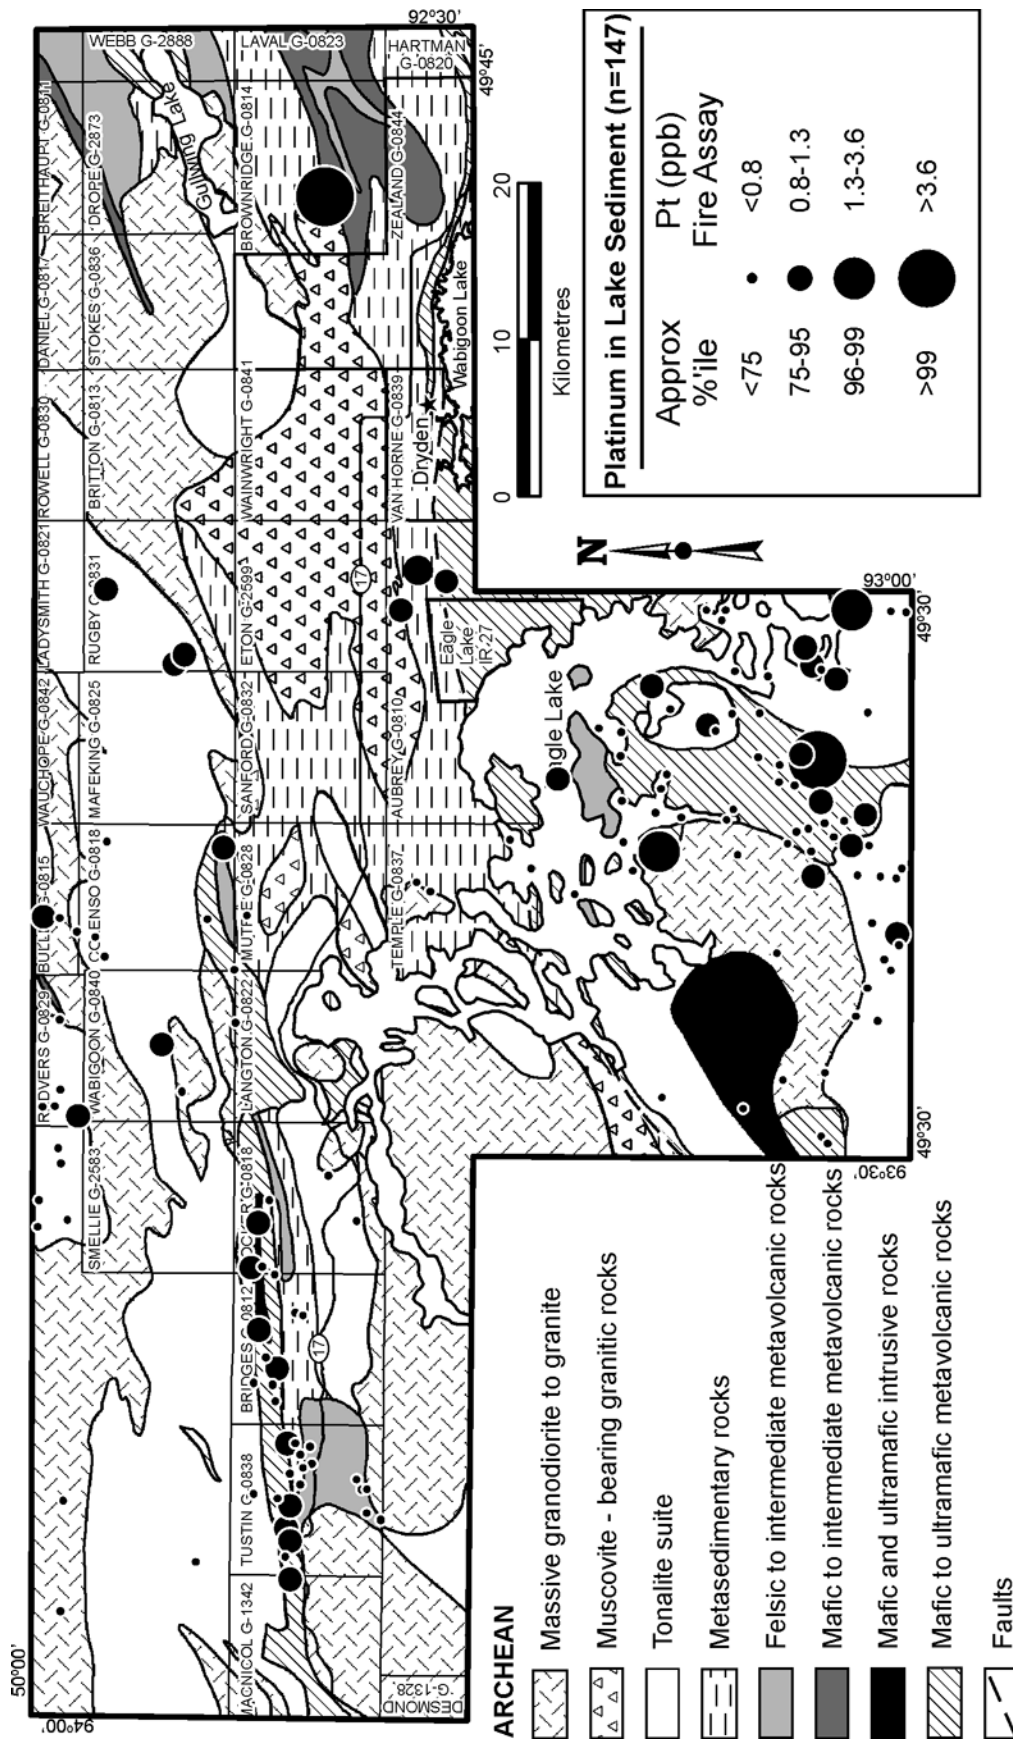 50°00'
94°00'
92°30'
49°45'
BREITHAUPT G-0811
DANIEL G-0817
ROWELL G-0830
LADYSMITH G-0821
WAUCHOPE G-0842
G-0815
REDVERS G-0829
WEBB G-2888
DROPE G-2873
STOKES G-0836
BRITTON G-0813
RUGBY
MAFEKING G-0825
G-0818
WABIGOON G-0840
SMELLIE G-2583
Gullwing Lake
LAVAL G-0823
BROWNRIDGE G-0814
WAINWRIGHT G-0841
ETON G-2599
SANFORD G-0832
G-0828
LANGTON G-0822
G-0818
BRIDGES G-0812
TUSTIN G-0838
MACNICOL G-1342
HARTMAN
G-0820
ZEALAND G-0844
VAN HORNE G-0839
AUBREY G-0810
TEMPLE G-0837
DESMOND
G-1328
17
17
Dryden
Wabigoon Lake
Eagle
Lake
IR 27
gle Lake
93°00'
49°30'
93°30'
49°30'
0 10 20
Kilometres
N
Platinum in Lake Sediment (n=147)
Approx Pt (ppb)
%'ile Fire Assay
<75 <0.8
75-95 0.8-1.3
96-99 1.3-3.6
>99 >3.6
ARCHEAN
Massive granodiorite to granite
Muscovite - bearing granitic rocks
Tonalite suite
Metasedimentary rocks
Felsic to intermediate metavolcanic rocks
Mafic to intermediate metavolcanic rocks
Mafic and ultramafic intrusive rocks
Mafic to ultramafic metavolcanic rocks
Faults